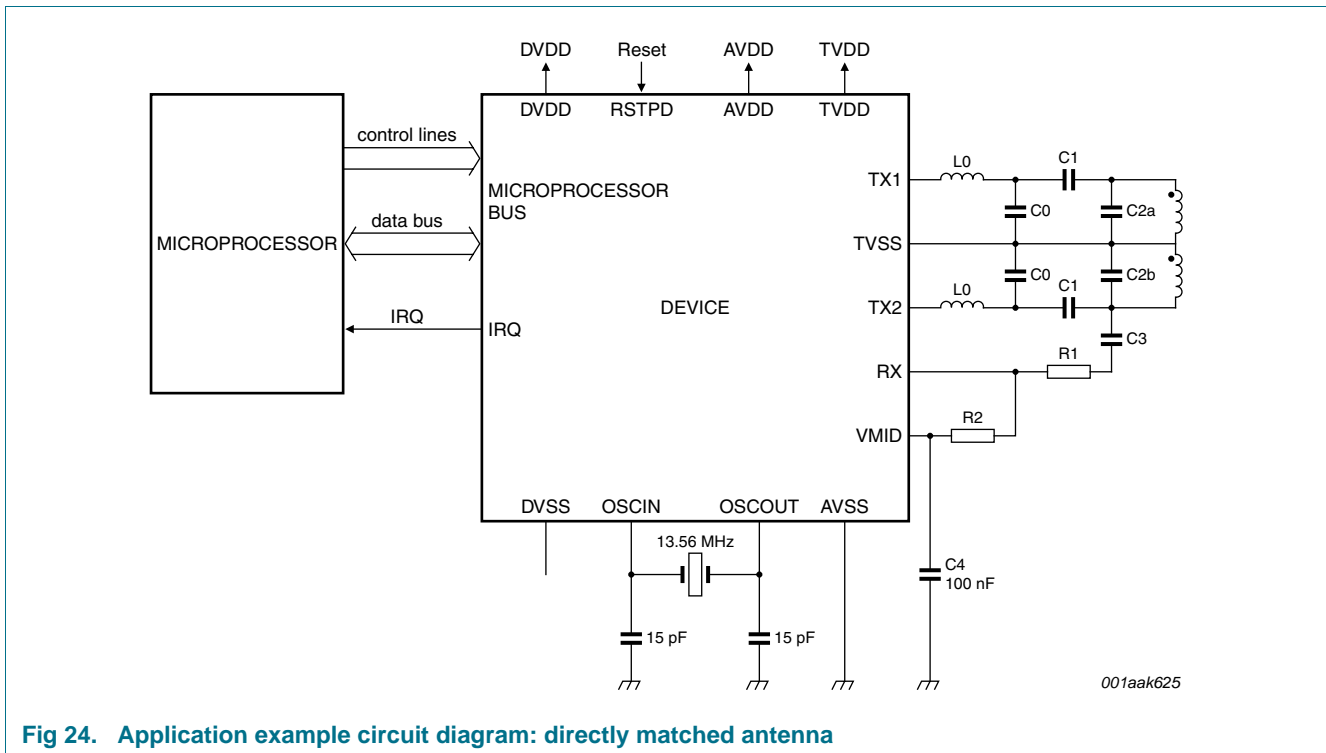 DVDD Reset AVDD TVDD
DVDD RSTPD AVDD TVDD
control lines
MICROPROCESSOR
BUS
data bus
MICROPROCESSOR
IRQ
IRQ
DEVICE
TX1
L0
C1
C0
C2a
TVSS
C0
C2b
L0
C1
TX2
C3
R1
RX
R2
VMID
DVSS OSCIN OSCOUT AVSS
13.56 MHz
C4
100 nF
15 pF 15 pF
001aak625
Fig 24. Application example circuit diagram: directly matched antenna